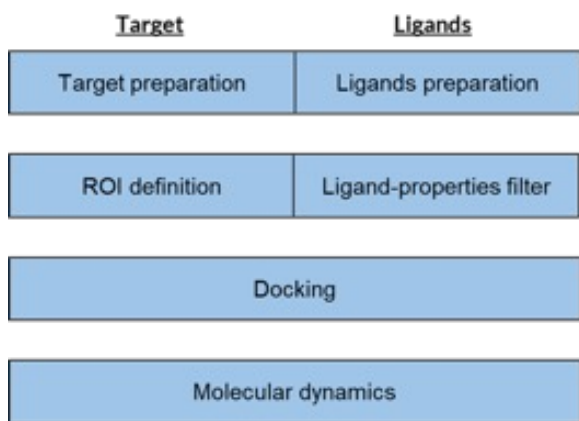 Target Ligands
Target preparation Ligands preparation
ROI definition Ligand-properties filter
Docking
Molecular dynamics